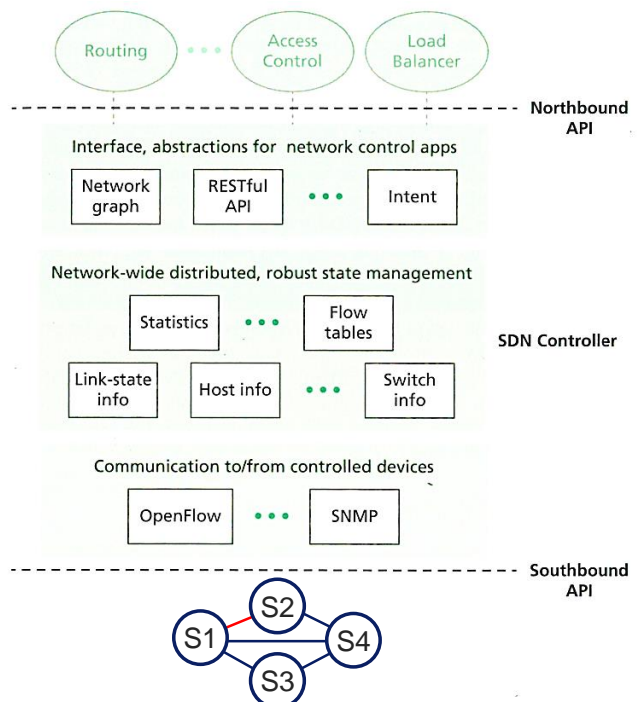 Routing
Access
Control
Load
Balancer
Northbound
API
Interface, abstractions for network control apps
Network
graph
RESTful
API
Intent
Network-wide distributed, robust state management
Statistics
Flow
tables
SDN Controller
Link-state
info
Host info
Switch
info
Communication to/from controlled devices
OpenFlow
SNMP
Southbound
API
S2
S1
S4
S3